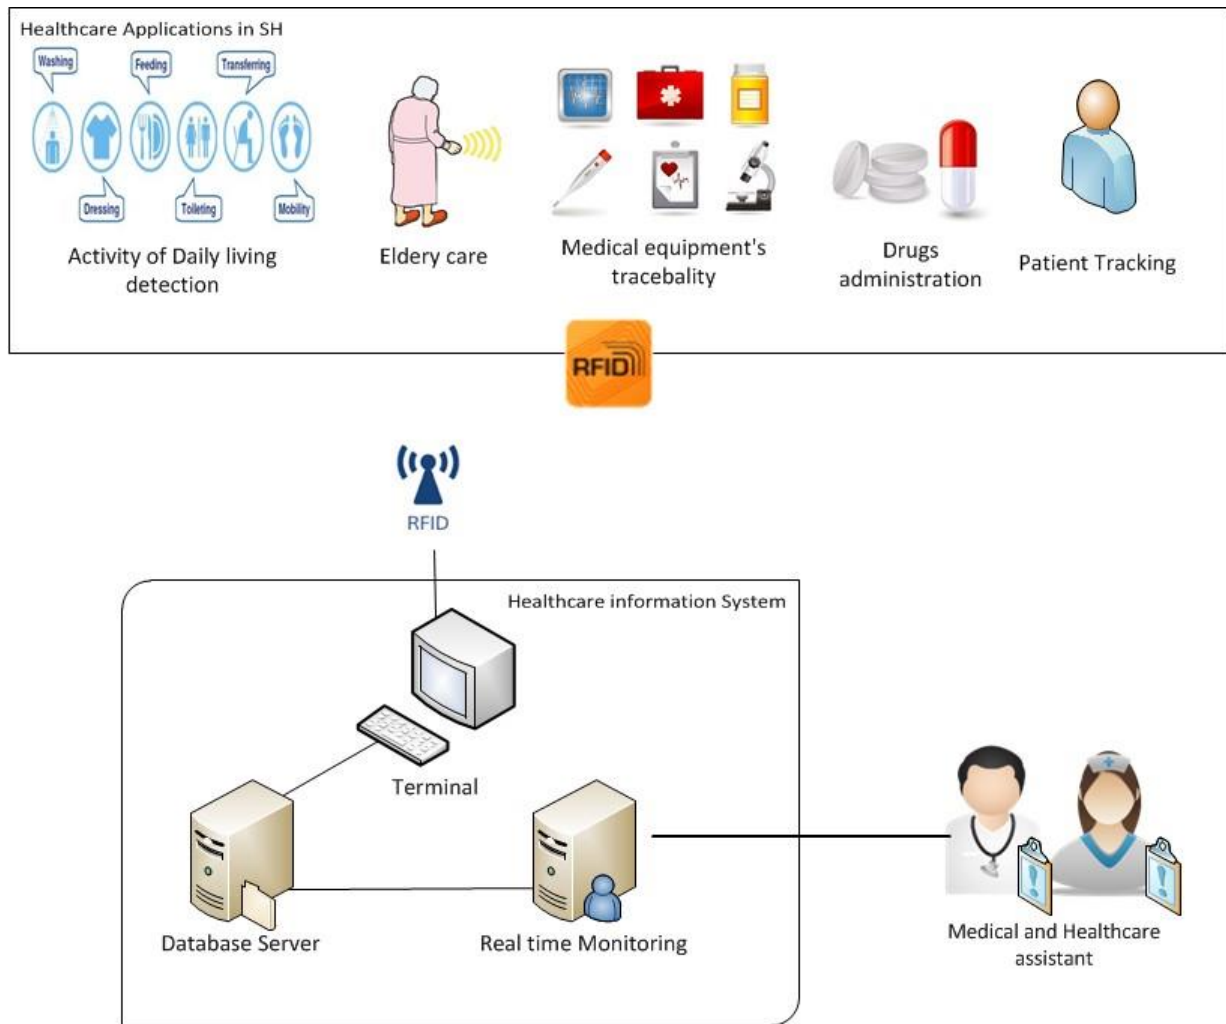 Healthcare Applications in SH
Washing
Feeding
Transferring
Dressing
Toileting
Mobility
Activity of Daily living
detection
Eldery care
Medical equipment's
tracebality
Drugs
administration
Patient Tracking
RFID
RFID
Healthcare information System
Terminal
Database Server
Real time Monitoring
Medical and Healthcare
assistant